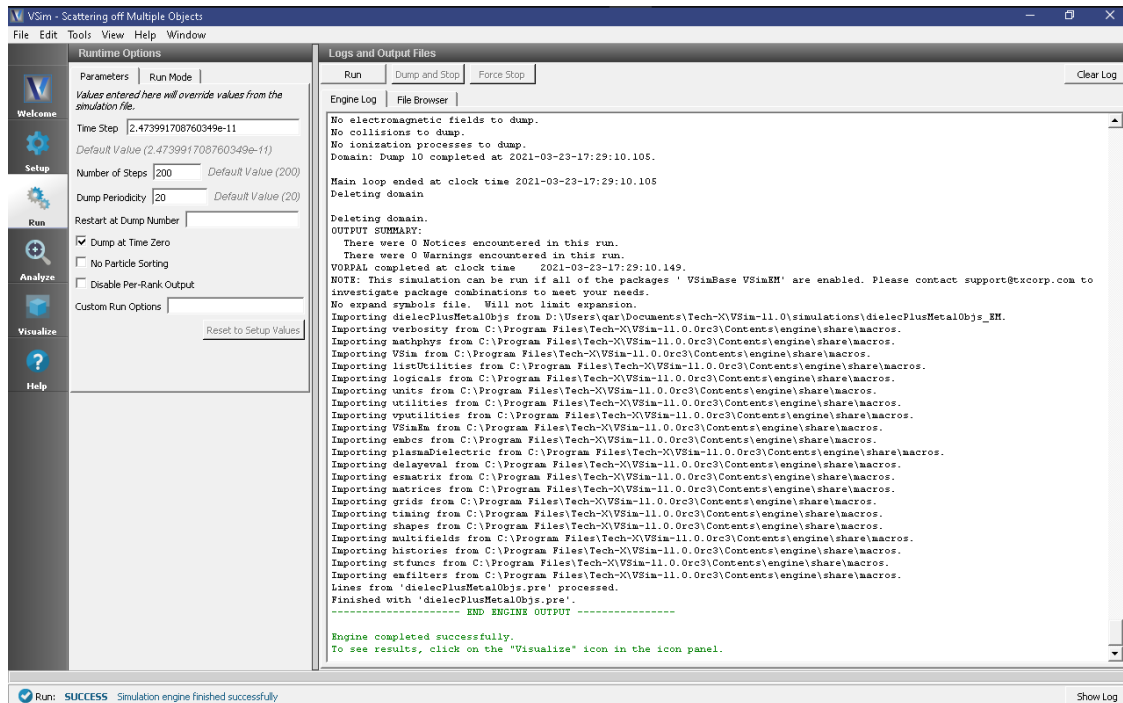 VSim - Scattering off Multiple Objects
File Edit Tools View Help Window
Runtime Options
Logs and Output Files
Welcome
Setup
Run
Analyze
Visualize
Help
Parameters
Run Mode
Values entered here will override values from the
simulation file.
Time Step 2.473991708760349e-11
Default Value (2.473991708760349e-11)
Number of Steps 200 Default Value (200)
Dump Periodicity 20 Default Value (20)
Restart at Dump Number
Dump at Time Zero
No Particle Sorting
Disable Per-Rank Output
Custom Run Options
Reset to Setup Values
Run Dump and Stop Force Stop Clear Log
Engine Log File Browser
No electromagnetic fields to dump.
No collisions to dump.
No ionization processes to dump.
Domain: Dump 10 completed at 2021-03-23-17:29:10.105.
Main loop ended at clock time 2021-03-23-17:29:10.105
Deleting domain
Deleting domain.
OUTPUT SUMMARY:
There were 0 Notices encountered in this run.
There were 0 Warnings encountered in this run.
VORPAL completed at clock time 2021-03-23-17:29:10.149.
NOTE: This simulation can be run if all of the packages ' VSimBase VSimEM' are enabled. Please contact support@txcorp.com to
investigate package combinations to meet your needs.
No expand symbols file. Will not limit expansion.
Importing dielecPlusMetalObjs from D:\Users\qar\Documents\Tech-X\VSim-11.0\simulations\dielecPlusMetalObjs_EM.
Importing verbosity from C:\Program Files\Tech-X\VSim-11.0.0rc3\Contents\engine\share\macros.
Importing mathphys from C:\Program Files\Tech-X\VSim-11.0.0rc3\Contents\engine\share\macros.
Importing VSim from C:\Program Files\Tech-X\VSim-11.0.0rc3\Contents\engine\share\macros.
Importing listUtilities from C:\Program Files\Tech-X\VSim-11.0.0rc3\Contents\engine\share\macros.
Importing logicals from C:\Program Files\Tech-X\VSim-11.0.0rc3\Contents\engine\share\macros.
Importing units from C:\Program Files\Tech-X\VSim-11.0.0rc3\Contents\engine\share\macros.
Importing utilities from C:\Program Files\Tech-X\VSim-11.0.0rc3\Contents\engine\share\macros.
Importing vputilities from C:\Program Files\Tech-X\VSim-11.0.0rc3\Contents\engine\share\macros.
Importing VSimEm from C:\Program Files\Tech-X\VSim-11.0.0rc3\Contents\engine\share\macros.
Importing embcs from C:\Program Files\Tech-X\VSim-11.0.0rc3\Contents\engine\share\macros.
Importing plasmaDielectric from C:\Program Files\Tech-X\VSim-11.0.0rc3\Contents\engine\share\macros.
Importing delayeval from C:\Program Files\Tech-X\VSim-11.0.0rc3\Contents\engine\share\macros.
Importing esmatrix from C:\Program Files\Tech-X\VSim-11.0.0rc3\Contents\engine\share\macros.
Importing matrices from C:\Program Files\Tech-X\VSim-11.0.0rc3\Contents\engine\share\macros.
Importing grids from C:\Program Files\Tech-X\VSim-11.0.0rc3\Contents\engine\share\macros.
Importing timing from C:\Program Files\Tech-X\VSim-11.0.0rc3\Contents\engine\share\macros.
Importing shapes from C:\Program Files\Tech-X\VSim-11.0.0rc3\Contents\engine\share\macros.
Importing multifields from C:\Program Files\Tech-X\VSim-11.0.0rc3\Contents\engine\share\macros.
Importing histories from C:\Program Files\Tech-X\VSim-11.0.0rc3\Contents\engine\share\macros.
Importing stfuncs from C:\Program Files\Tech-X\VSim-11.0.0rc3\Contents\engine\share\macros.
Importing emfilters from C:\Program Files\Tech-X\VSim-11.0.0rc3\Contents\engine\share\macros.
Lines from 'dielecPlusMetalObjs.pre' processed.
Finished with 'dielecPlusMetalObjs.pre'.
--------------------- END ENGINE OUTPUT ----------------
Engine completed successfully.
To see results, click on the "Visualize" icon in the icon panel.
Run: SUCCESS Simulation engine finished successfully
Show Log